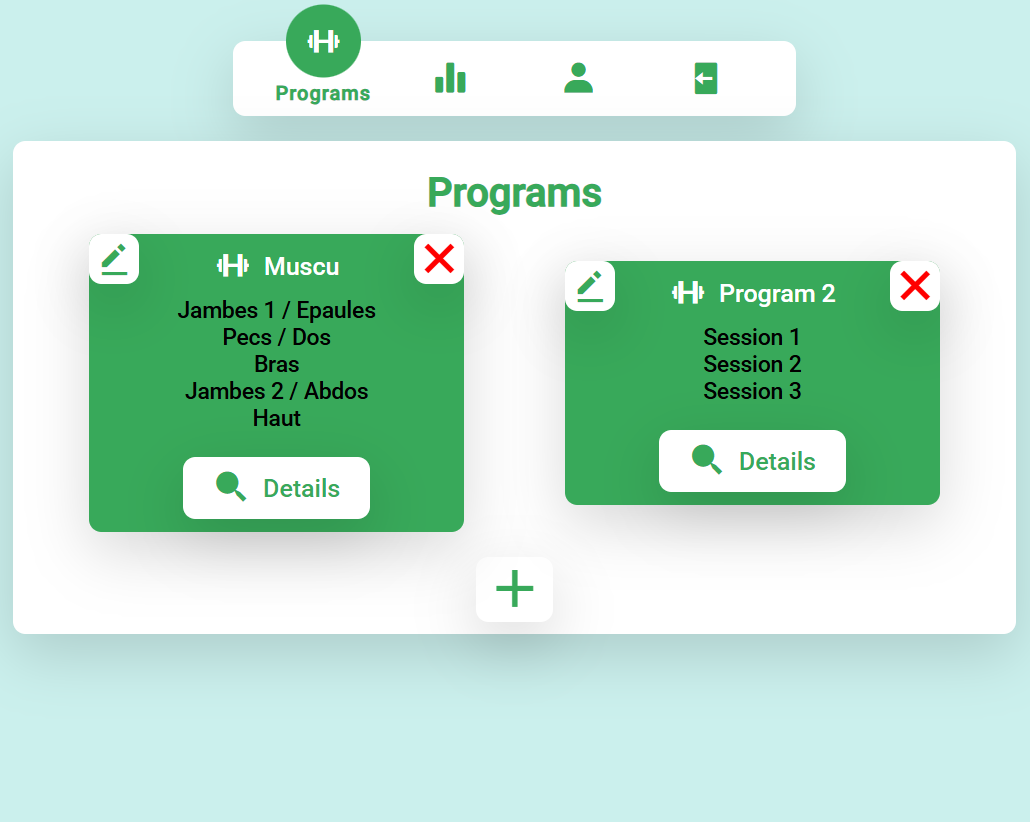 Programs
Programs
Muscu
Jambes 1 / Epaules
Pecs / Dos
Bras
Jambes 2 / Abdos
Haut
Details
Program 2
Session 1
Session 2
Session 3
Details